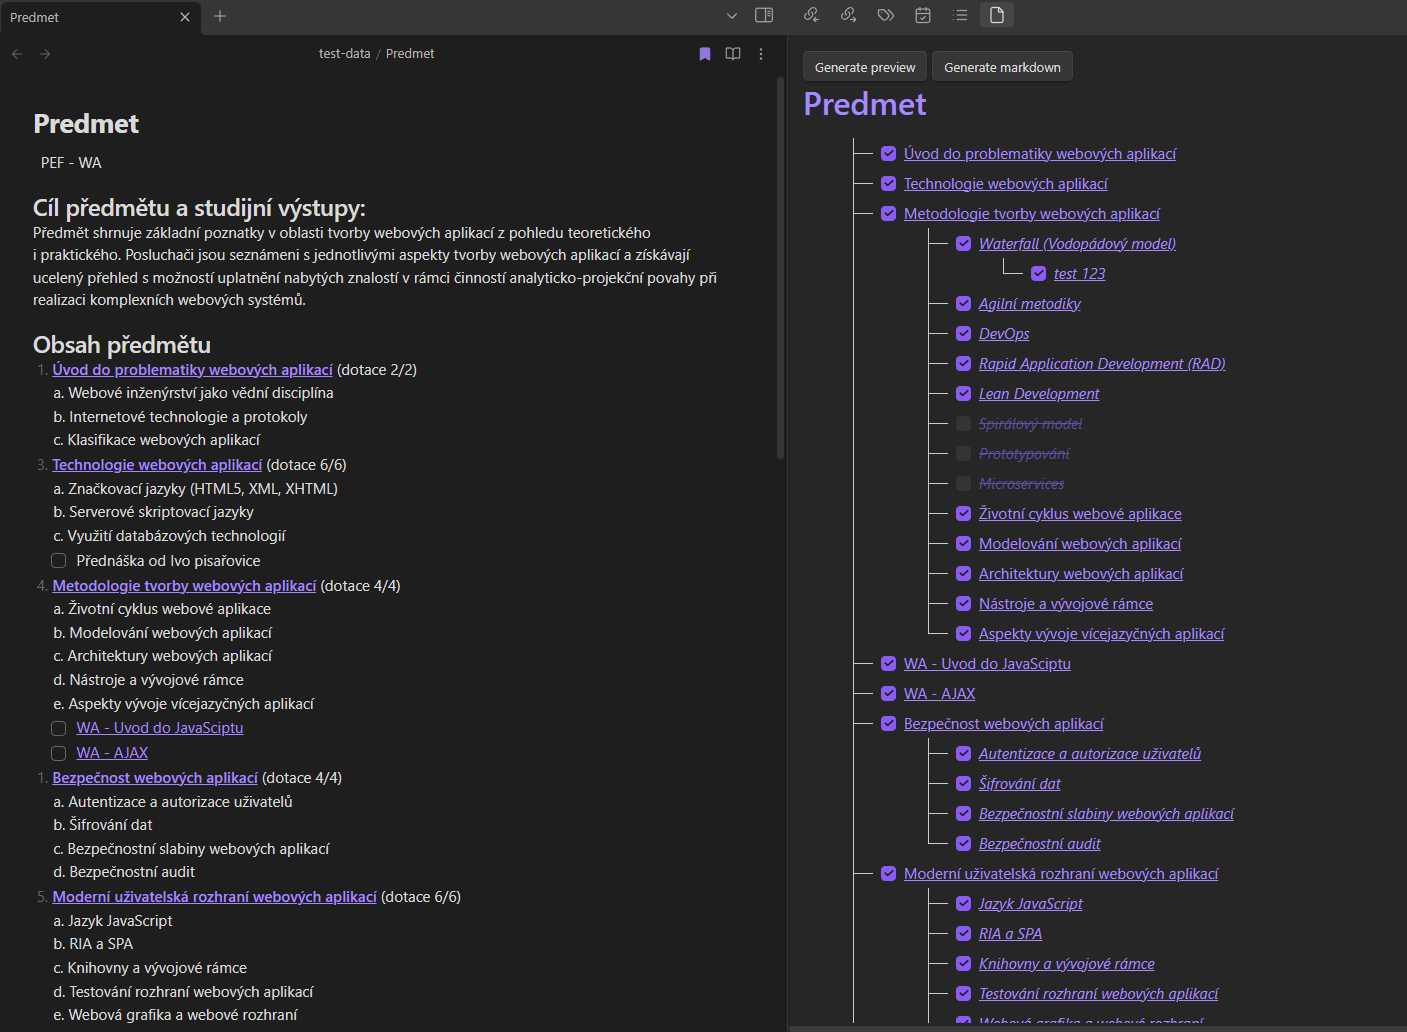 Predmet
test-data / Predmet
Predmet
PEF - WA
Cíl předmětu a studijní výstupy:
Předmět shrnuje základní poznatky v oblasti tvorby webových aplikací z pohledu teoretického
i praktického. Posluchači jsou seznámeni s jednotlivými aspekty tvorby webových aplikací a získávají
ucelený přehled s možností uplatnění nabytých znalostí v rámci činností analyticko-projekční povahy při
realizaci komplexních webových systémů.
Obsah předmětu
1. Úvod do problematiky webových aplikací (dotace 2/2)
a. Webové inženýrství jako vědní disciplína
b. Internetové technologie a protokoly
c. Klasifikace webových aplikací
3. Technologie webových aplikací (dotace 6/6)
a. Značkovací jazyky (HTML5, XML, XHTML)
b. Serverové skriptovací jazyky
c. Využití databázových technologií
Přednáška od Ivo pisařovice
4. Metodologie tvorby webových aplikací (dotace 4/4)
a. Životní cyklus webové aplikace
b. Modelování webových aplikací
c. Architektury webových aplikací
d. Nástroje a vývojové rámce
e. Aspekty vývoje vícejazyčných aplikací
WA - Uvod do JavaSciptu
WA - AJAX
1. Bezpečnost webových aplikací (dotace 4/4)
a. Autentizace a autorizace uživatelů
b. Šifrování dat
c. Bezpečnostní slabiny webových aplikací
d. Bezpečnostní audit
5. Moderní uživatelská rozhraní webových aplikací (dotace 6/6)
a. Jazyk JavaScript
b. RIA a SPA
c. Knihovny a vývojové rámce
d. Testování rozhraní webových aplikací
e. Webová grafika a webové rozhraní
Generate preview
Generate markdown
Predmet
Úvod do problematiky webových aplikací
Technologie webových aplikací
Metodologie tvorby webových aplikací
Waterfall (Vodopádový model)
test 123
Agilní metodiky
DevOps
Rapid Application Development (RAD)
Lean Development
Spirálový model
Prototypování
Microservices
Životní cyklus webové aplikace
Modelování webových aplikací
Architektury webových aplikací
Nástroje a vývojové rámce
Aspekty vývoje vícejazyčných aplikací
WA - Uvod do JavaSciptu
WA - AJAX
Bezpečnost webových aplikací
Autentizace a autorizace uživatelů
Šifrování dat
Bezpečnostní slabiny webových aplikací
Bezpečnostní audit
Moderní uživatelská rozhraní webových aplikací
Jazyk JavaScript
RIA a SPA
Knihovny a vývojové rámce
Testování rozhraní webových aplikací
Webová grafika a webové rozhraní